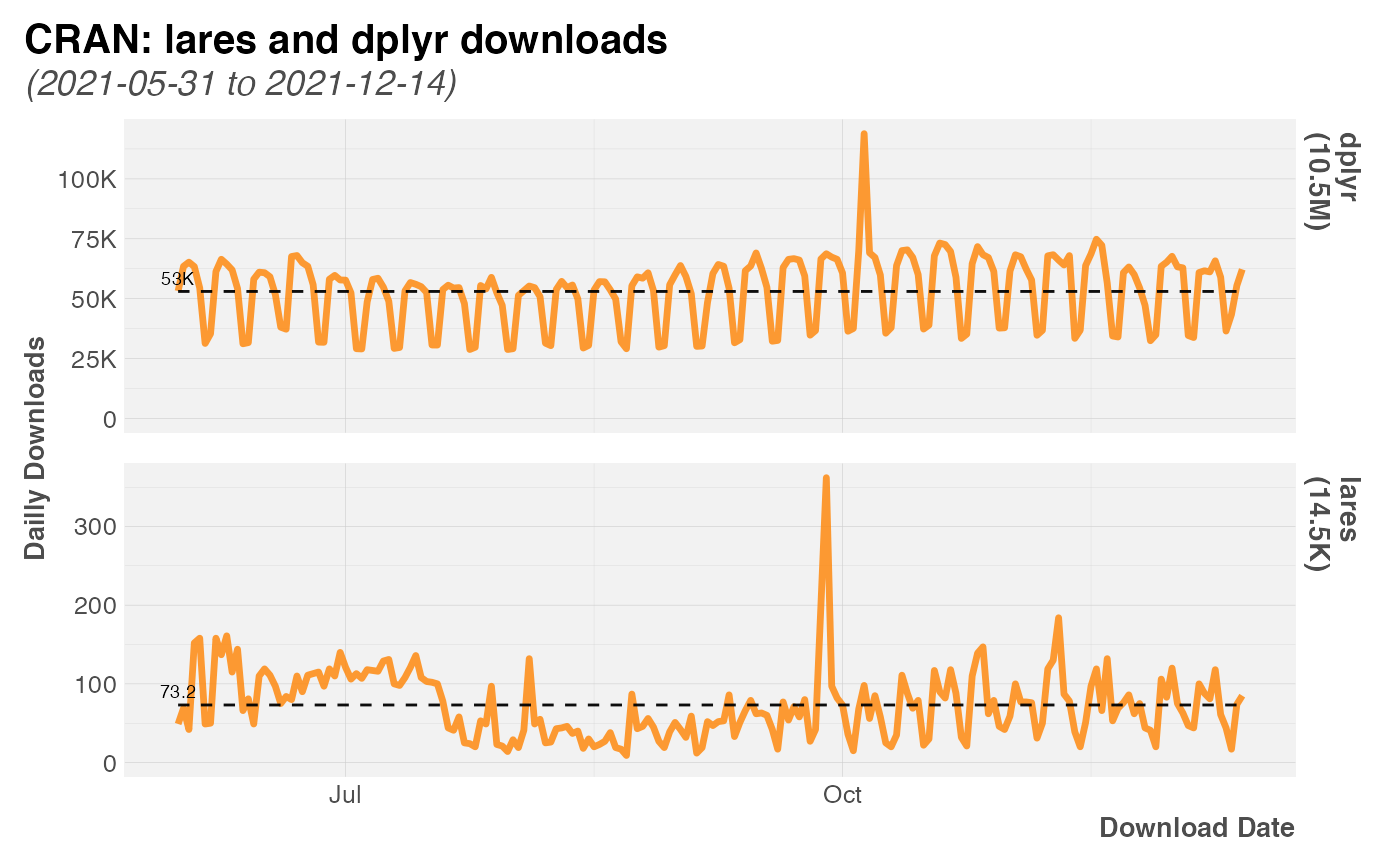 CRAN: lares and dplyr downloads
(2021-05-31 to 2021-12-14)
Dailly Downloads
100K
75K
50K
25K
0
53K
dplyr
(10.5M)
300
200
100
0
73.2
lares
(14.5K)
Jul
Oct
Download Date